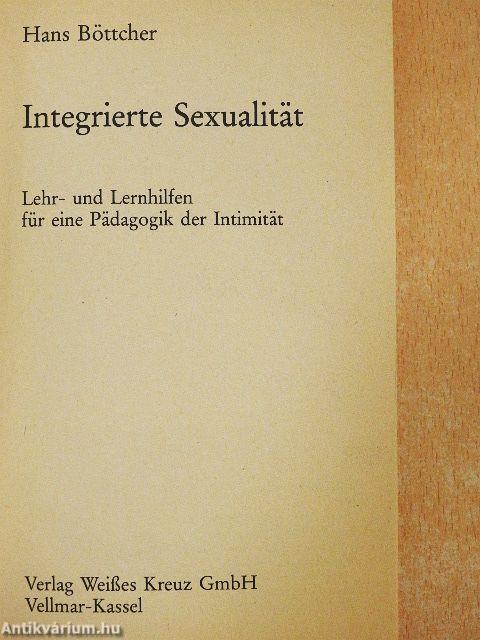 Hans Böttcher
Integrierte Sexualität
Lehr- und Lernhilfen
für eine Pädagogik der Intimität
Verlag Weißes Kreuz GmbH
Vellmar-Kassel
Antikvárium.hu